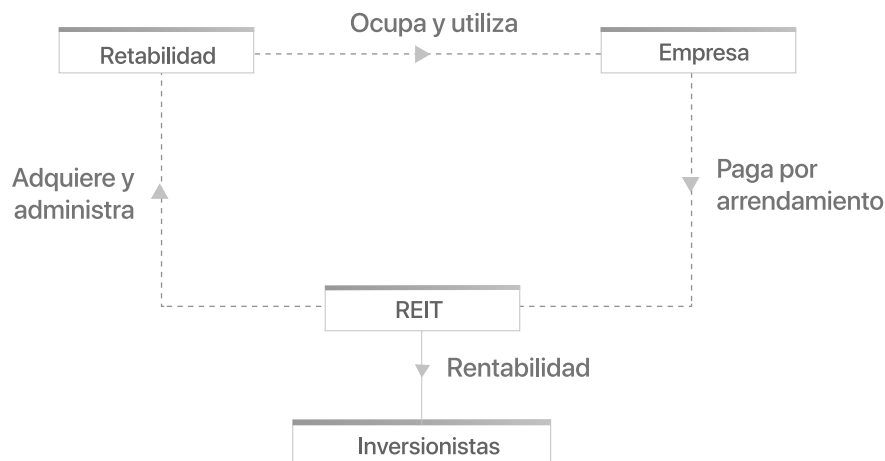 Ocupa y utiliza
Retabilidad
Empresa
Adquiere y
administra
Paga por
arrendamiento
REIT
Rentabilidad
Inversionistas